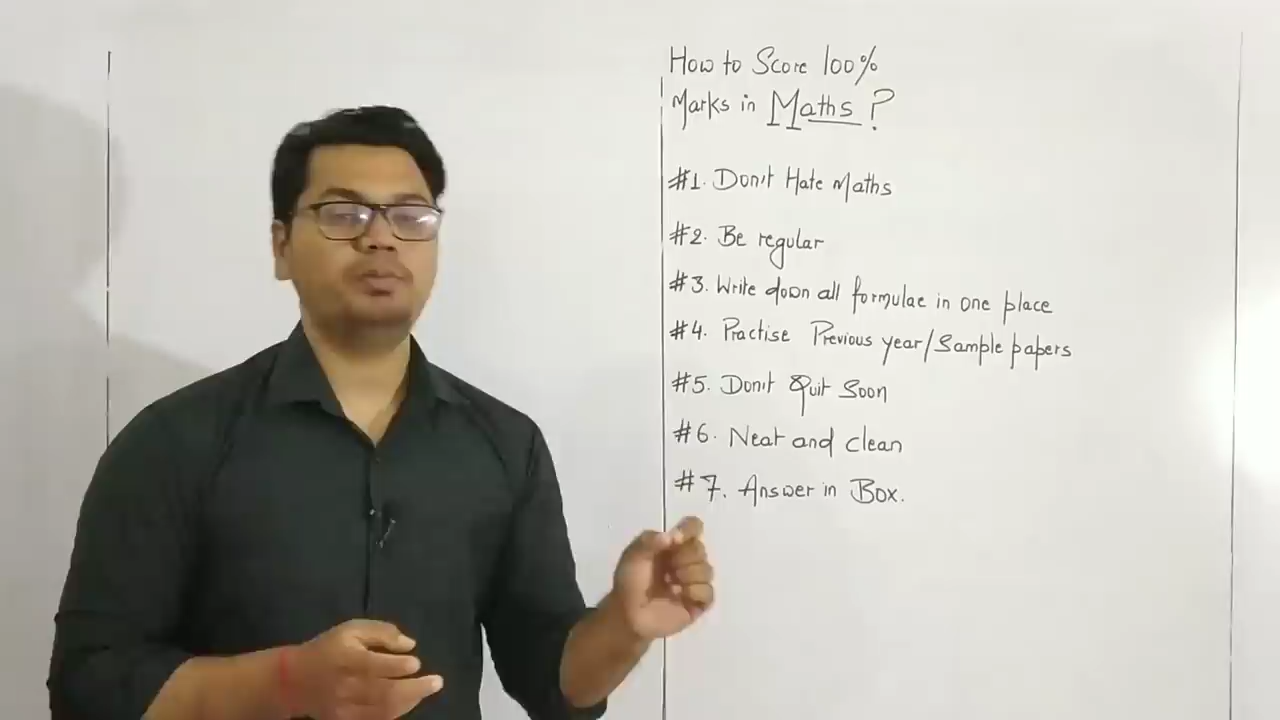 How to Score 100%
Marks in Maths ?
#1. Don't Hate Maths
#2. Be regular
#3. Write down all formulae in one place
#4. Practise Previous year/Sample papers
#5. Don't Quit Soon
#6. Neat and clean
#7. Answer in Box.